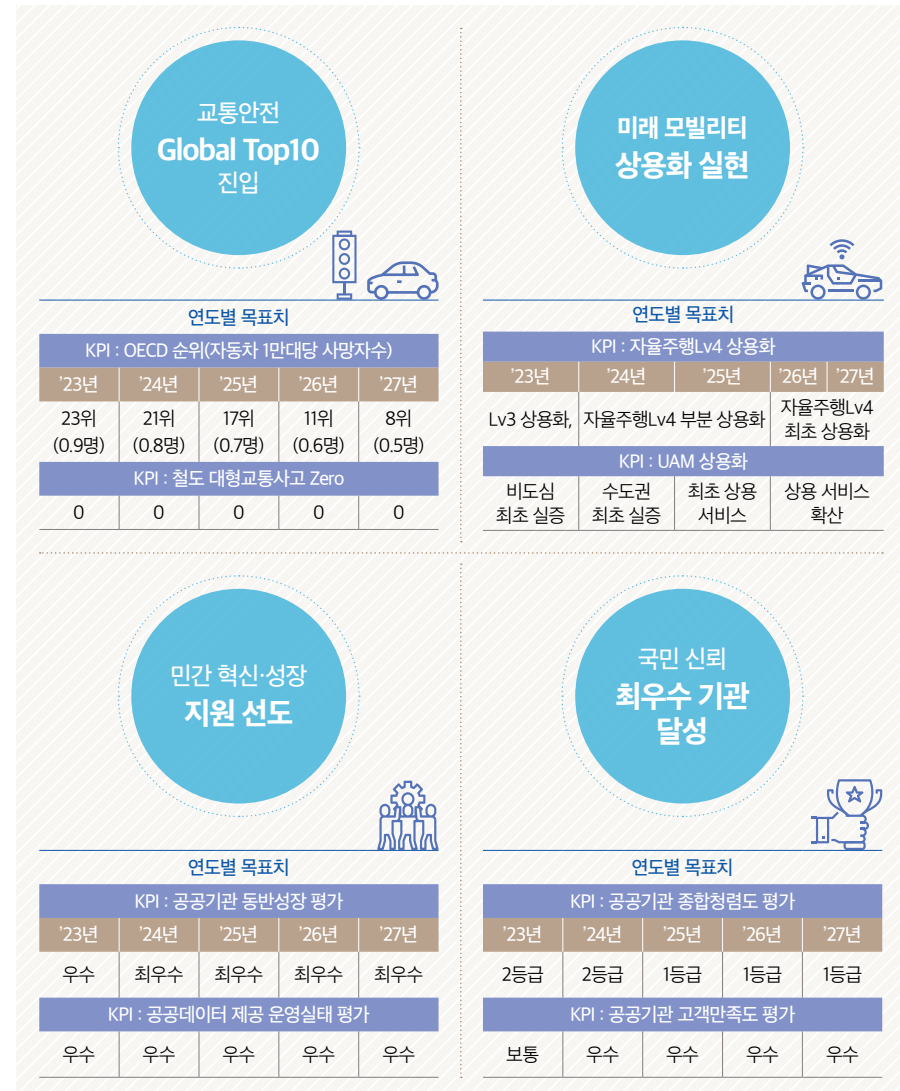 교통안전
Global Top10
진입
연도별 목표치
KPI : OECD 순위(자동차 1만대당 사망자수)
’23년 ’24년 ’25년 ’26년 ’27년
23위 21위 17위 11위 8위
(0.9명) (0.8명) (0.7명) (0.6명) (0.5명)
KPI : 철도 대형교통사고 Zero
0 0 0 0 0
미래 모빌리티
상용화 실현
연도별 목표치
KPI : 자율주행Lv4 상용화
’23년 ’24년 ’25년 ’26년 ’27년
Lv3 상용화, 자율주행Lv4 부분 상용화 자율주행Lv4
최초 상용화
KPI : UAM 상용화
비도심 수도권 최초 상용 상용 서비스
최초 실증 최초 실증 서비스 확산
민간 혁신·성장
지원 선도
연도별 목표치
KPI : 공공기관 동반성장 평가
’23년 ’24년 ’25년 ’26년 ’27년
우수 최우수 최우수 최우수 최우수
KPI : 공공데이터 제공 운영실태 평가
우수 우수 우수 우수 우수
국민 신뢰
최우수 기관
달성
연도별 목표치
KPI : 공공기관 종합청렴도 평가
’23년 ’24년 ’25년 ’26년 ’27년
2등급 2등급 1등급 1등급 1등급
KPI : 공공기관 고객만족도 평가
보통 우수 우수 우수 우수